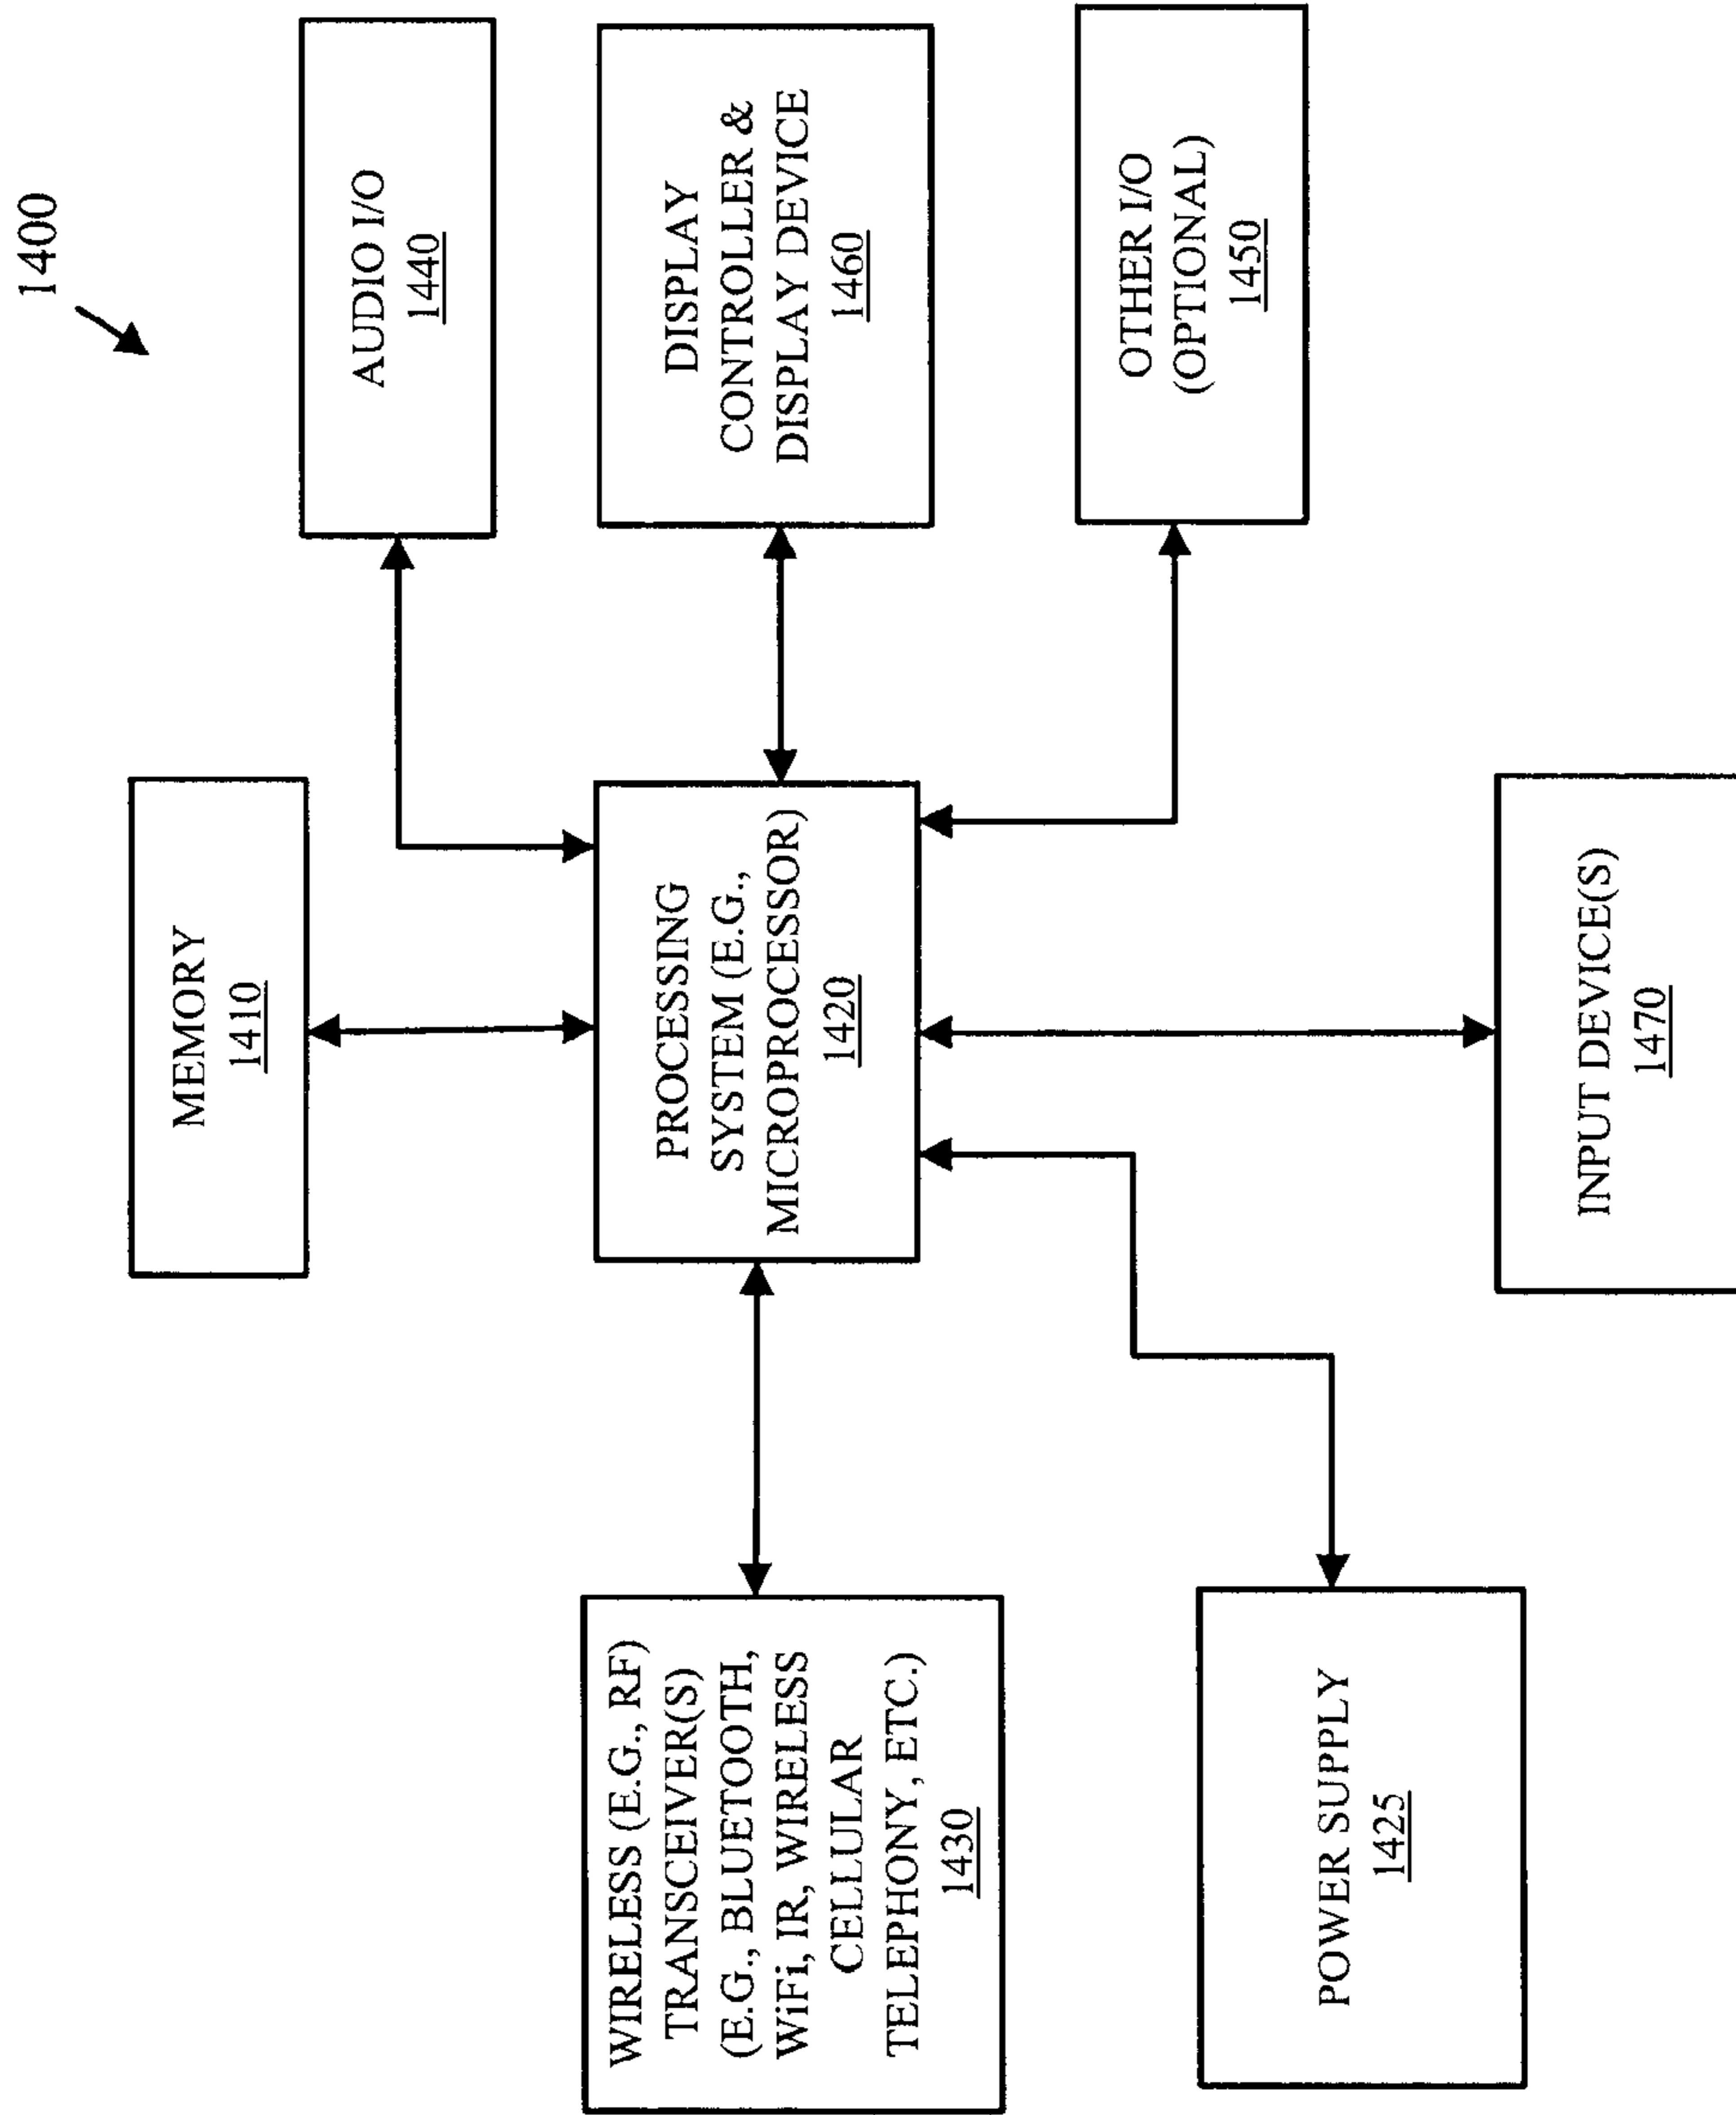 1400
MEMORY
1410
AUDIO I/O
1440
WIRELESS (E.G., RF)
TRANSCEIVER(S)
(E.G., BLUETOOTH,
WiFi, IR, WIRELESS
CELLULAR
TELEPHONY, ETC.)
1430
PROCESSING
SYSTEM (E.G.,
MICROPROCESSOR)
1420
DISPLAY
CONTROLLER &
DISPLAY DEVICE
1460
POWER SUPPLY
1425
OTHER I/O
(OPTIONAL)
1450
INPUT DEVICE(S)
1470